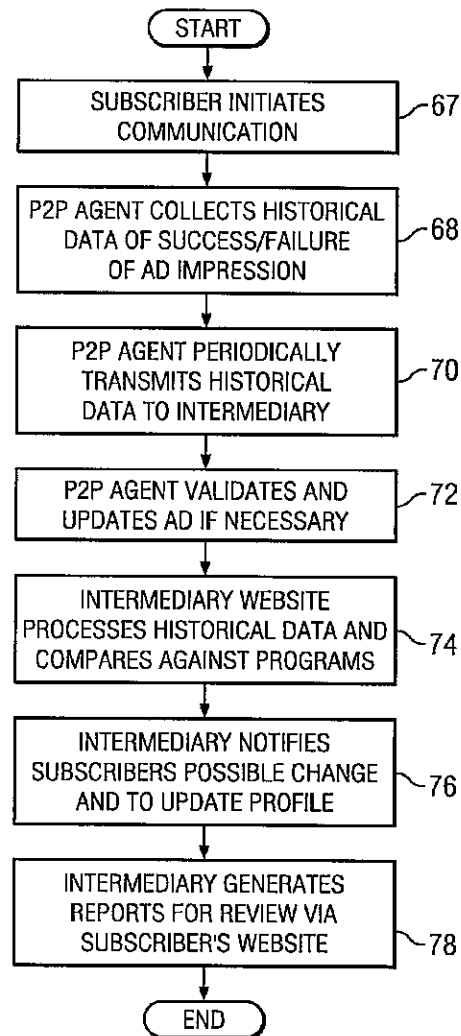 START
SUBSCRIBER INITIATES
COMMUNICATION
67
P2P AGENT COLLECTS HISTORICAL
DATA OF SUCCESS/FAILURE
OF AD IMPRESSION
68
P2P AGENT PERIODICALLY
TRANSMITS HISTORICAL
DATA TO INTERMEDIARY
70
P2P AGENT VALIDATES AND
UPDATES AD IF NECESSARY
72
INTERMEDIARY WEBSITE
PROCESSES HISTORICAL DATA AND
COMPARES AGAINST PROGRAMS
74
INTERMEDIARY NOTIFIES
SUBSCRIBERS POSSIBLE CHANGE
AND TO UPDATE PROFILE
76
INTERMEDIARY GENERATES
REPORTS FOR REVIEW VIA
SUBSCRIBER'S WEBSITE
78
END